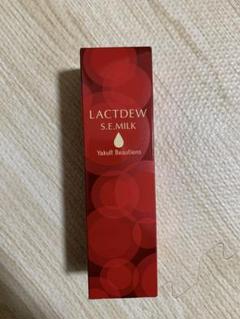 LACTDEW
S.E.MILK
Yakult Beautiens